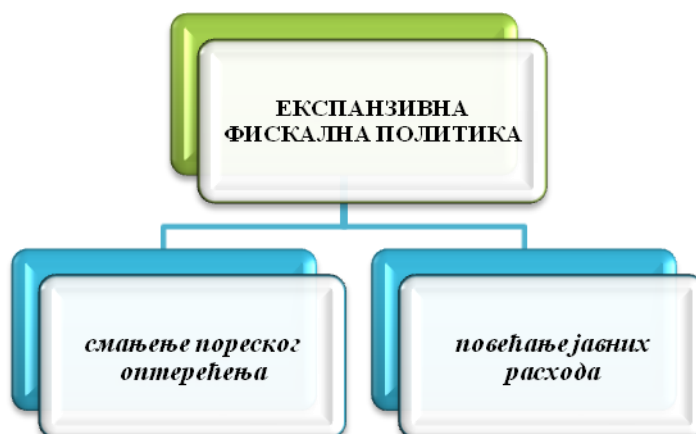 ЕКСПАНЗИВНА
ФИСКАЛНА ПОЛИТИКА
смањење пореског
оптерећења
повећање јавних
расхода